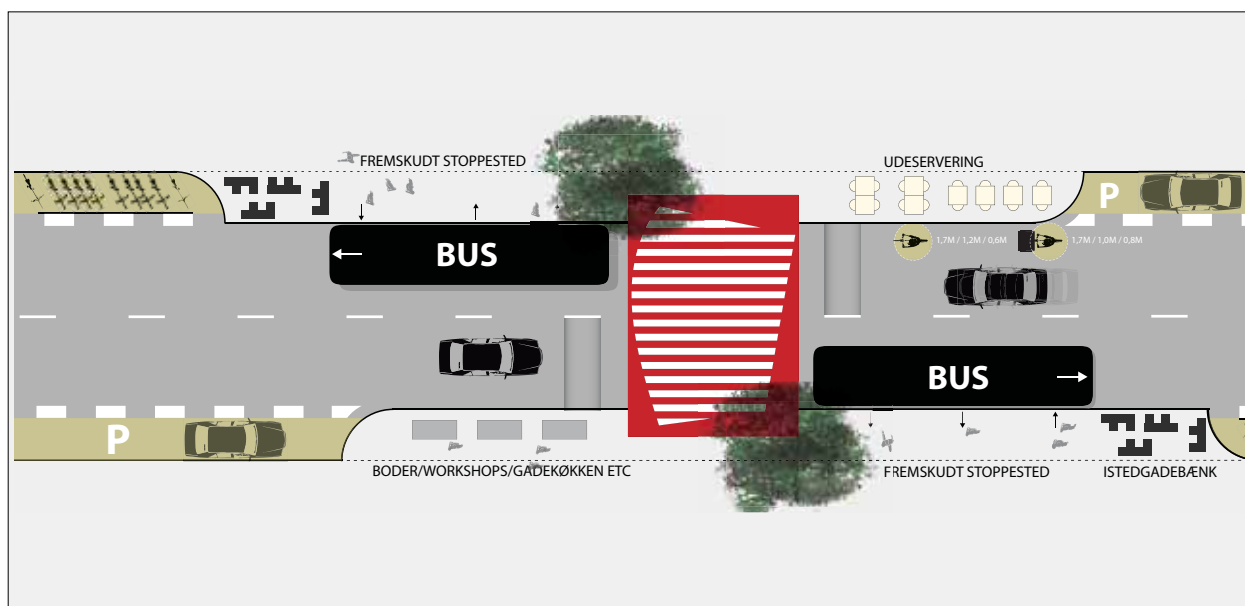 FREMSKUDT STOPPESTED
UDESERVERING
P
1,7M / 1,2M / 0,6M
1,7M / 1,0M / 0,8M
BUS
BUS
P
BODER/WORKSHOPS/GADEKØKKEN ETC
FREMSKUDT STOPPESTED
ISTEDGADEBÆNK